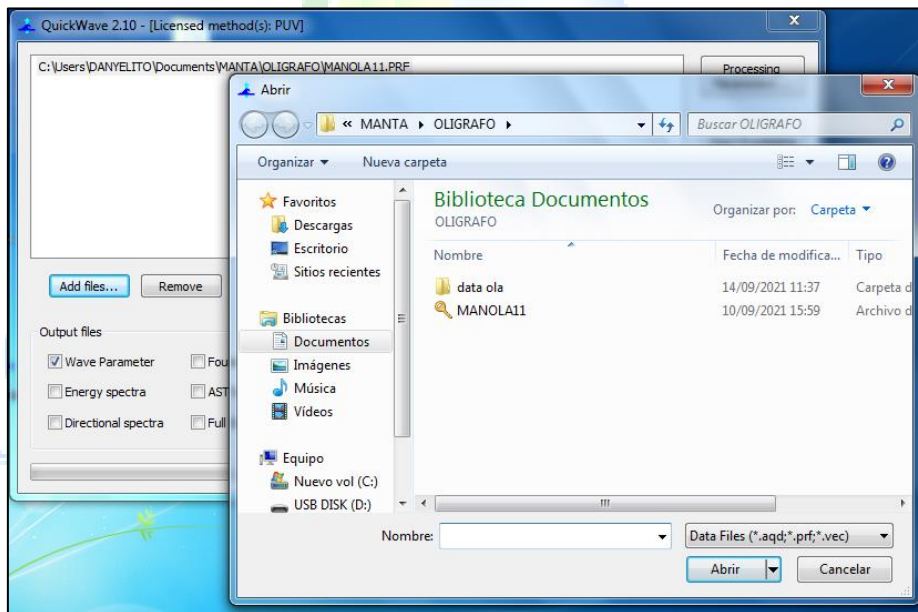 QuickWave 2.10 - [Licensed method(s): PUV]
C:\Users\DANYELITO\Documents\MANTA\OLIGRAFO\MANOLA11.PRF
Processing
Add files...
Remove
Output files
Wave Parameter
Fou
Energy spectra
AST
Directional spectra
Full
Abrir
« MANTA ▸ OLIGRAFO ▸
Buscar OLIGRAFO
Organizar
Nueva carpeta
Favoritos
Descargas
Escritorio
Sitios recientes
Bibliotecas
Documentos
Imágenes
Música
Vídeos
Equipo
Nuevo vol (C:)
USB DISK (D:)
Biblioteca Documentos
OLIGRAFO
Organizar por: Carpeta
Nombre Fecha de modifica... Tipo
data ola 14/09/2021 11:37 Carpeta d
MANOLA11 10/09/2021 15:59 Archivo d
Nombre:
Data Files (*.aqd;*.prf;*.vec)
Abrir
Cancelar